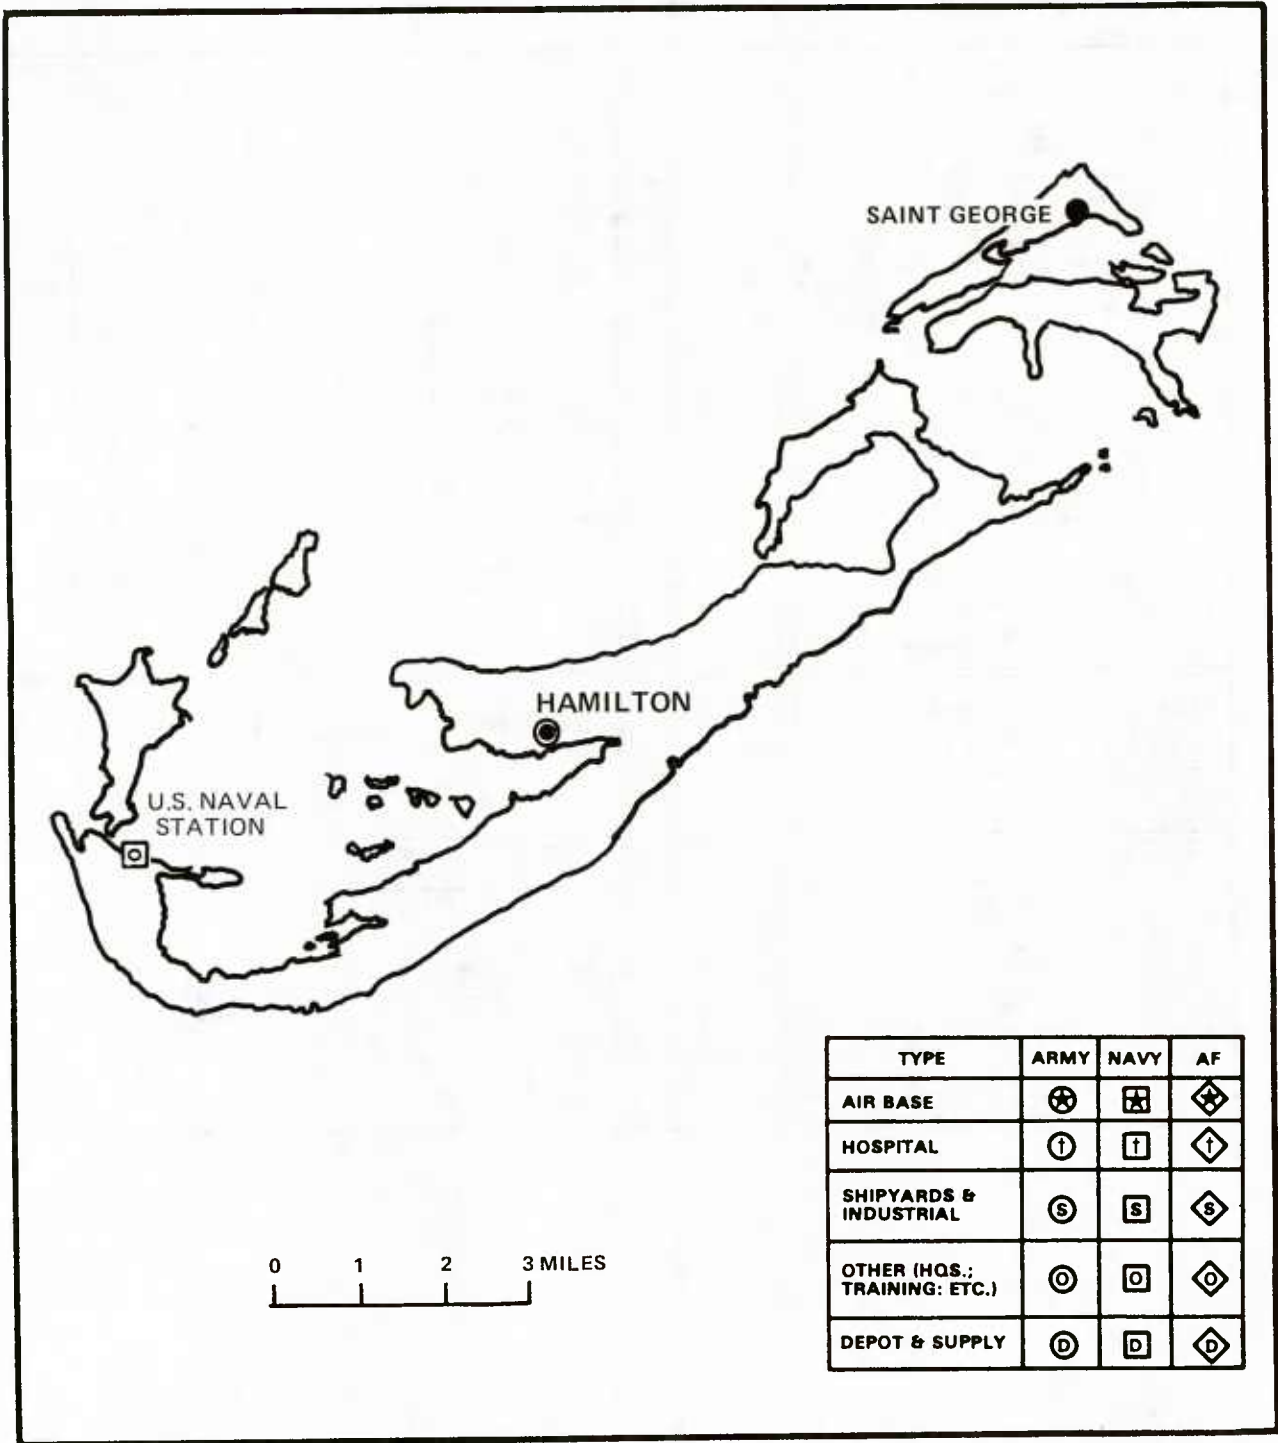 SAINT GEORGE
HAMILTON
U.S. NAVAL
STATION
TYPE ARMY NAVY AF
AIR BASE
HOSPITAL † † †
SHIPYARDS &
INDUSTRIAL S S S
OTHER (HQS.;
TRAINING: ETC.) O O O
DEPOT & SUPPLY D D D
0 1 2 3 MILES
O